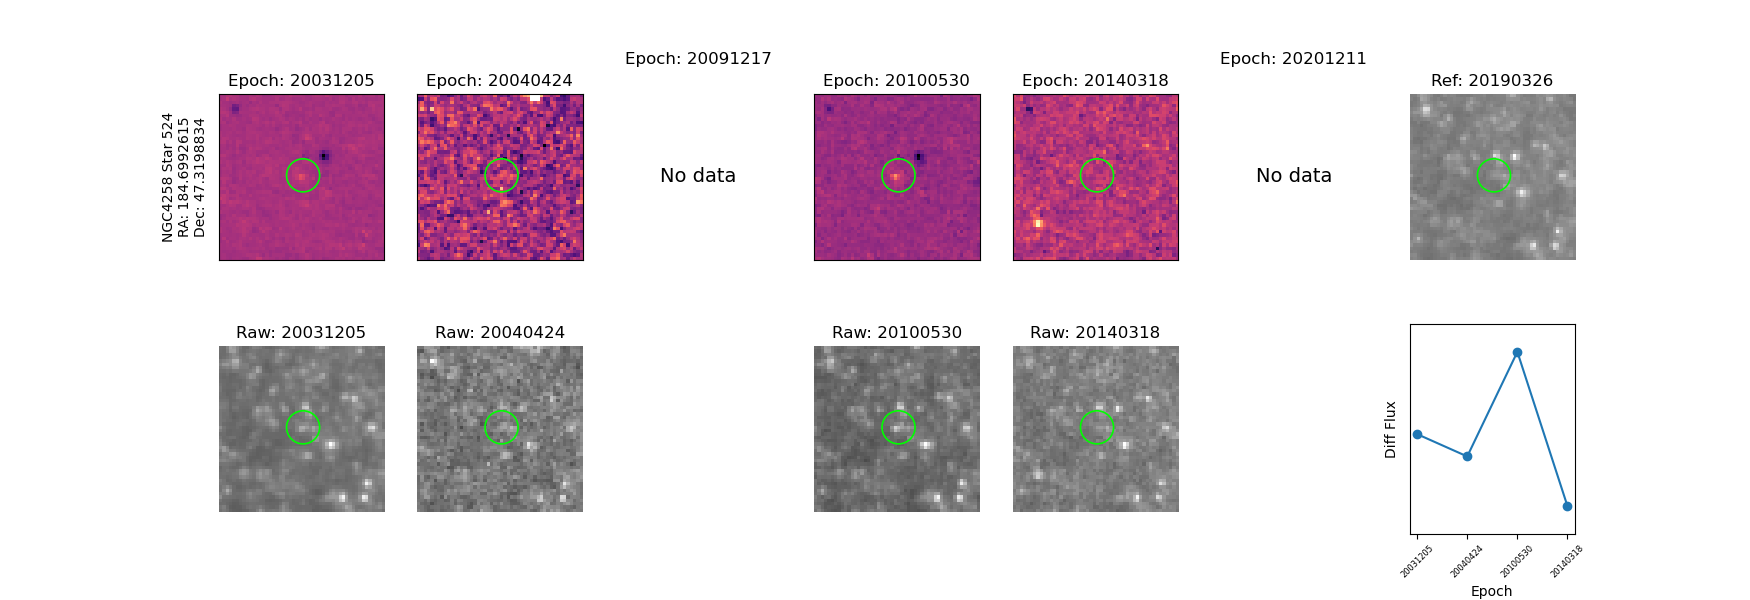 Epoch: 20091217
Epoch: 20201211
Epoch: 20031205
Epoch: 20040424
Epoch: 20100530
Epoch: 20140318
Ref: 20190326
NGC4258 Star 524
RA: 184.6992615
Dec: 47.3198834
No data
No data
Raw: 20031205
Raw: 20040424
Raw: 20100530
Raw: 20140318
Diff Flux
20031205
20040424
20100530
20140318
Epoch